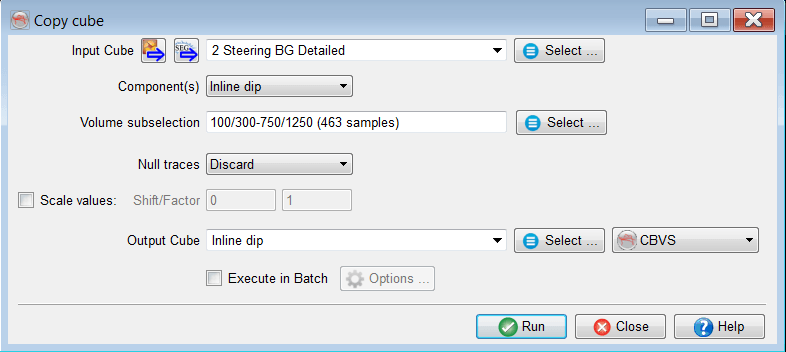 Copy cube
Input Cube SEG 2 Steering BG Detailed Select ...
Component(s) Inline dip
Volume subselection 100/300-750/1250 (463 samples) Select ...
Null traces Discard
Scale values: Shift/Factor 0 1
Output Cube Inline dip Select ... CBVS
Execute in Batch Options ...
Run Close ? Help